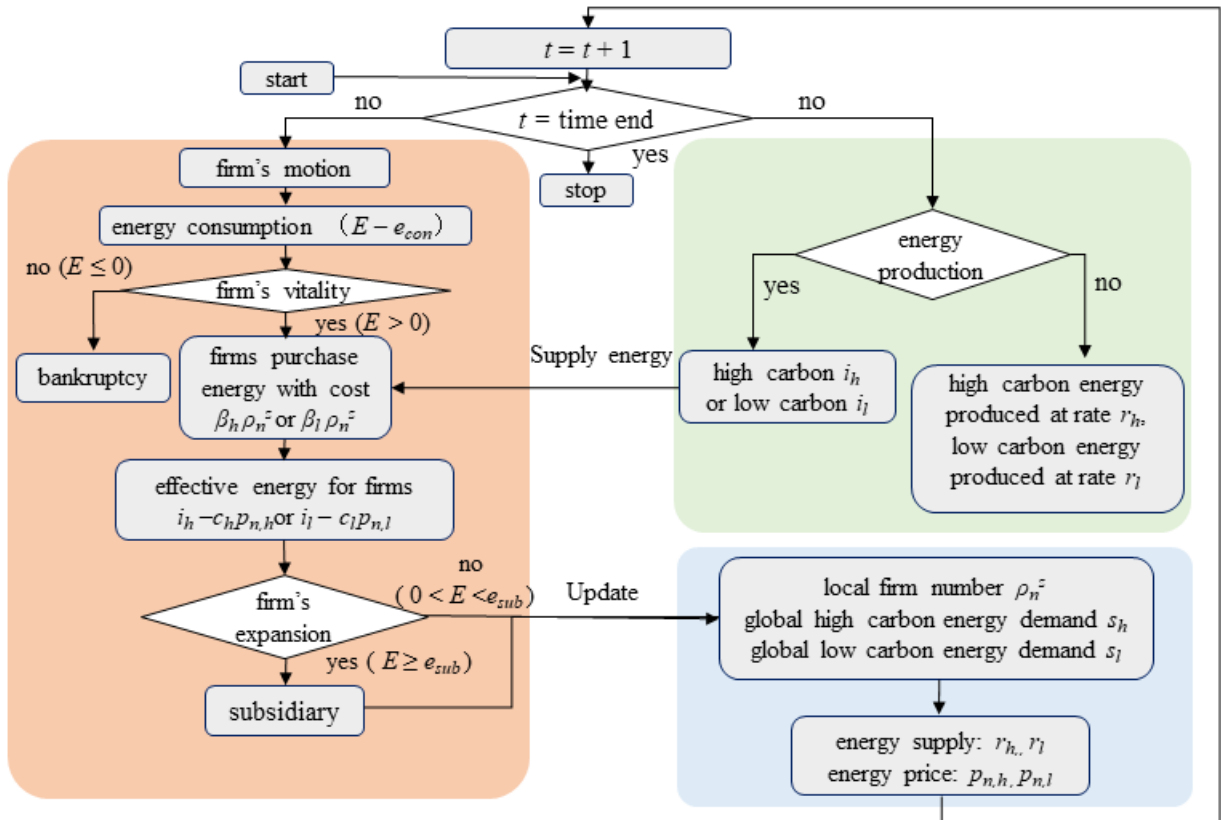 t = t + 1
start
no
no
t = time end
yes
stop
firm's motion
energy consumption (E – e_con)
no (E ≤ 0)
firm's vitality
yes (E > 0)
bankruptcy
firms purchase
energy with cost
β_h ρ_n^z or β_l ρ_n^z
effective energy for firms
i_h – c_h p_n,h or i_l – c_l p_n,l
no
(0 < E < e_sub)
firm's
expansion
yes (E ≥ e_sub)
subsidiary
energy
production
yes
no
Supply energy
high carbon i_h
or low carbon i_l
high carbon energy
produced at rate r_h,
low carbon energy
produced at rate r_l
Update
local firm number ρ_n^z
global high carbon energy demand s_h
global low carbon energy demand s_l
energy supply: r_h,, r_l
energy price: p_n,h, p_n,l